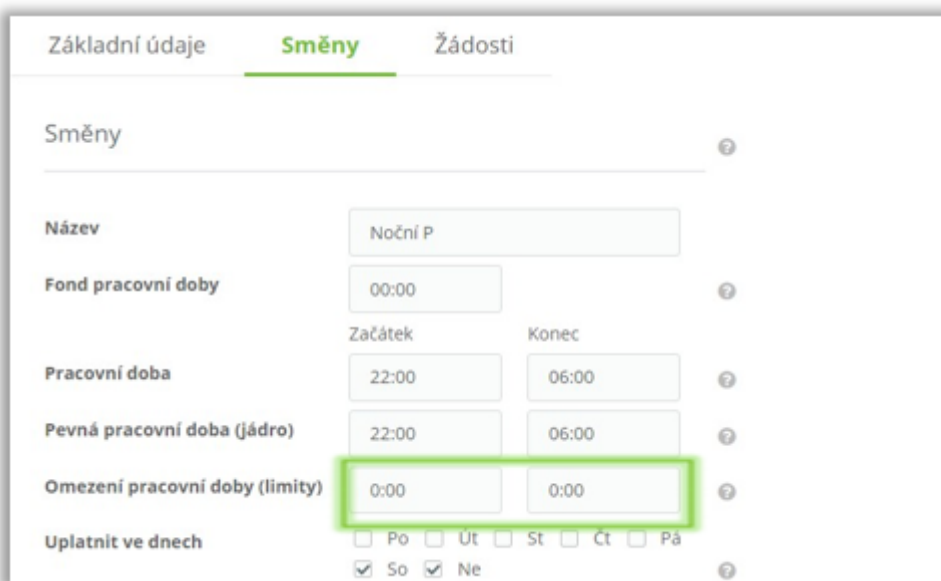 Základní údaje Směny Žádosti
Směny
Název Noční P
Fond pracovní doby 00:00
Začátek Konec
Pracovní doba 22:00 06:00
Pevná pracovní doba (jádro) 22:00 06:00
Omezení pracovní doby (limity) 0:00 0:00
Uplatnit ve dnech Po Út St Čt Pá
So Ne